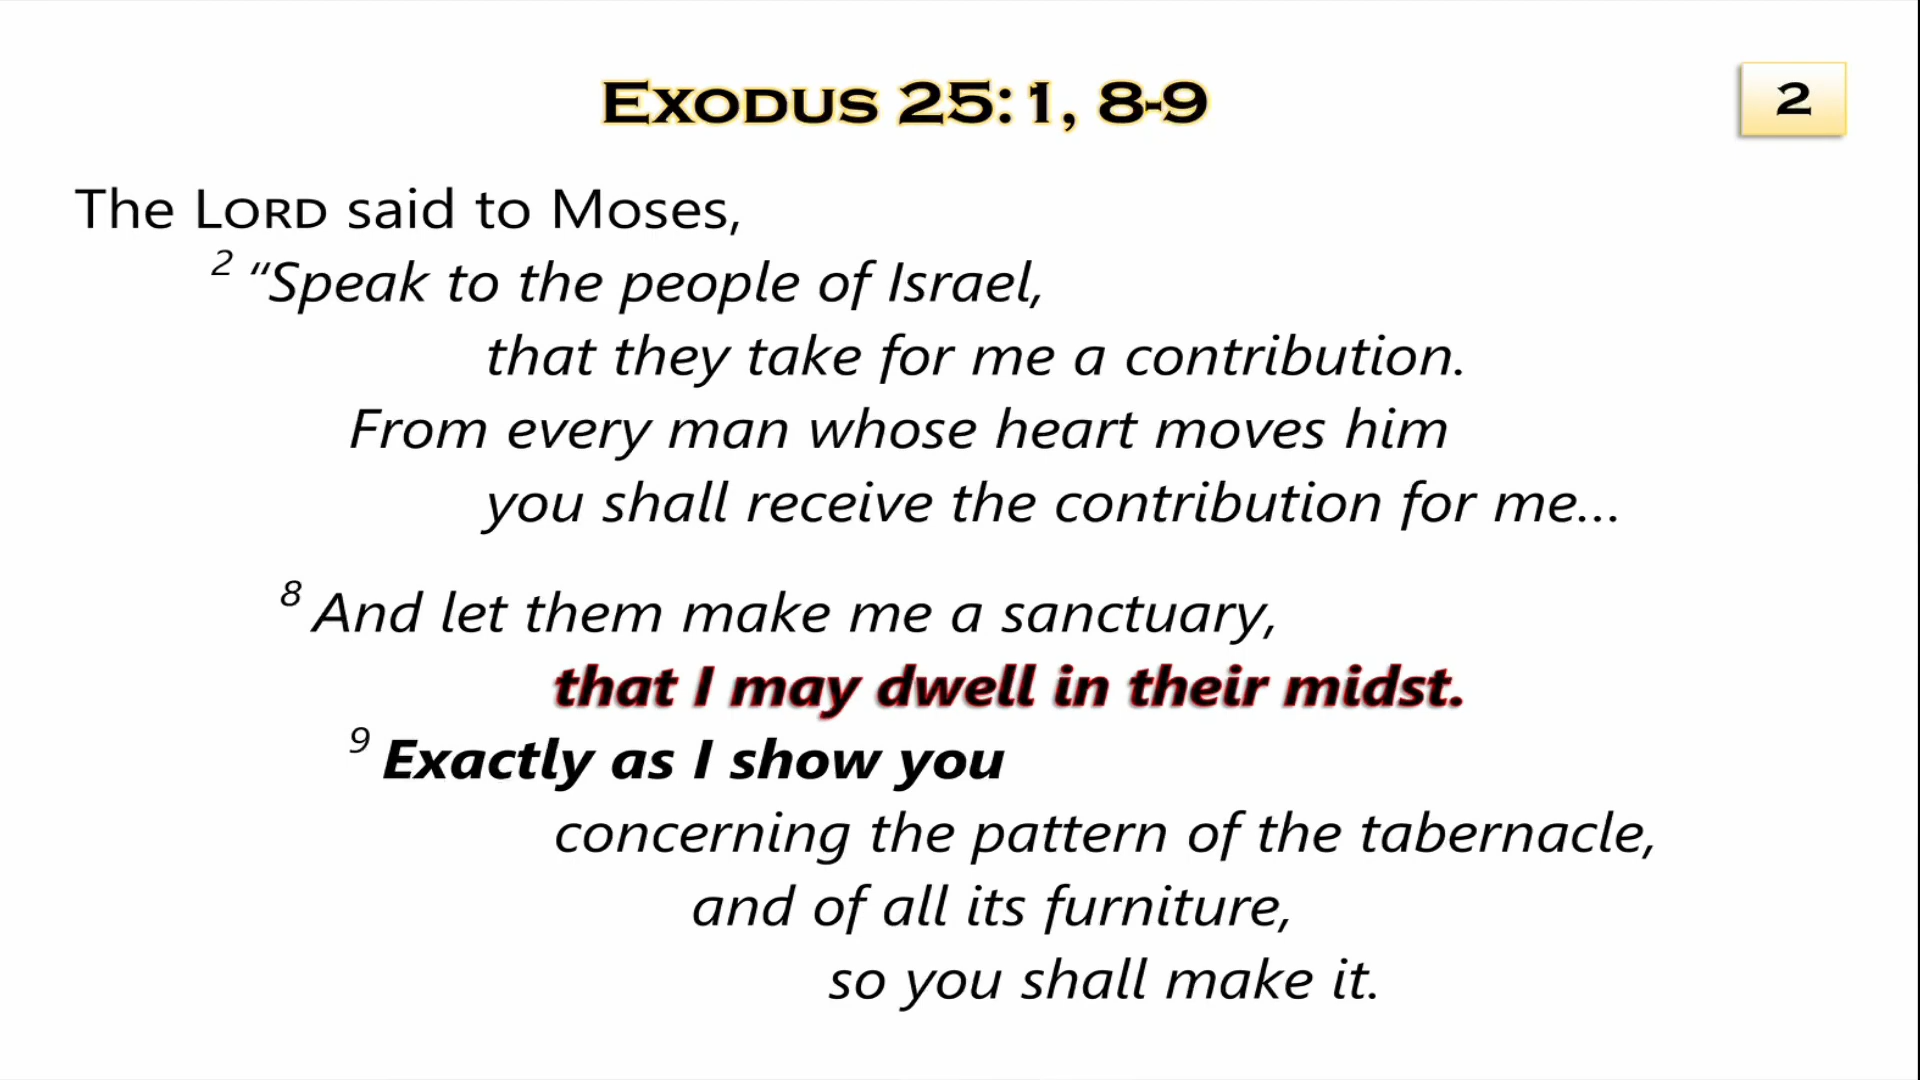 Exodus 25:1, 8-9
2
The Lord said to Moses,
2 “Speak to the people of Israel,
that they take for me a contribution.
From every man whose heart moves him
you shall receive the contribution for me...
8 And let them make me a sanctuary,
that I may dwell in their midst.
9 Exactly as I show you
concerning the pattern of the tabernacle,
and of all its furniture,
so you shall make it.